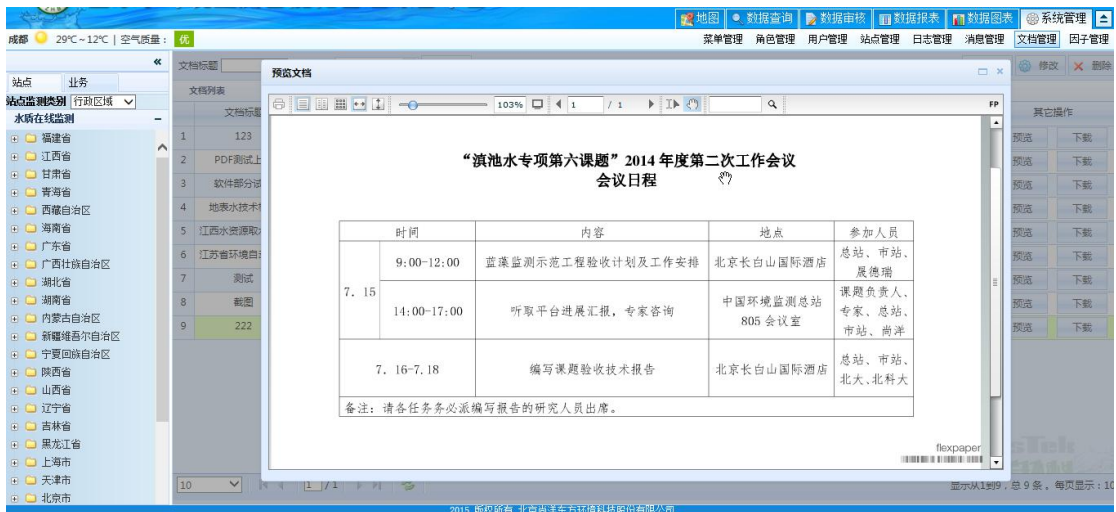 地图 数据查询 数据审核 数据报表 数据图表 系统管理
成都 29℃~12℃ | 空气质量: 优
菜单管理 角色管理 用户管理 站点管理 日志管理 消息管理 文档管理 因子管理
«
站点 业务
站点监测类别 行政区域
水质在线监测
福建省
江西省
甘肃省
青海省
西藏自治区
海南省
广东省
广西壮族自治区
湖北省
湖南省
内蒙古自治区
新疆维吾尔自治区
宁夏回族自治区
陕西省
山西省
辽宁省
吉林省
黑龙江省
上海市
天津市
北京市
文档标题
修改 删除
文档列表
文档标题 其它操作
1 123 预览 下载
2 PDF测试上 预览 下载
3 软件部分试 预览 下载
4 地表水技术 预览 下载
5 江西水资源取 预览 下载
6 江苏省环境自 预览 下载
7 测试 预览 下载
8 截图 预览 下载
9 222 预览 下载
预览文档
103% 1 / 1 FP
“滇池水专项第六课题”2014 年度第二次工作会议
会议日程
时间 内容 地点 参加人员
7. 15
9:00-12:00 蓝藻监测示范工程验收计划及工作安排 北京长白山国际酒店 总站、市站、
晟德瑞
14:00-17:00 听取平台进展汇报，专家咨询 中国环境监测总站
805 会议室
课题负责人、
专家、总站、
市站、尚洋
7. 16-7.18 编写课题验收技术报告 北京长白山国际酒店 总站、市站、
北大、北科大
备注：请各任务务必派编写报告的研究人员出席。
flexpaper
10 1 / 1 显示从1到9，总 9 条。每页显示：10
2015 版权所有 北京尚洋东方环境科技股份有限公司